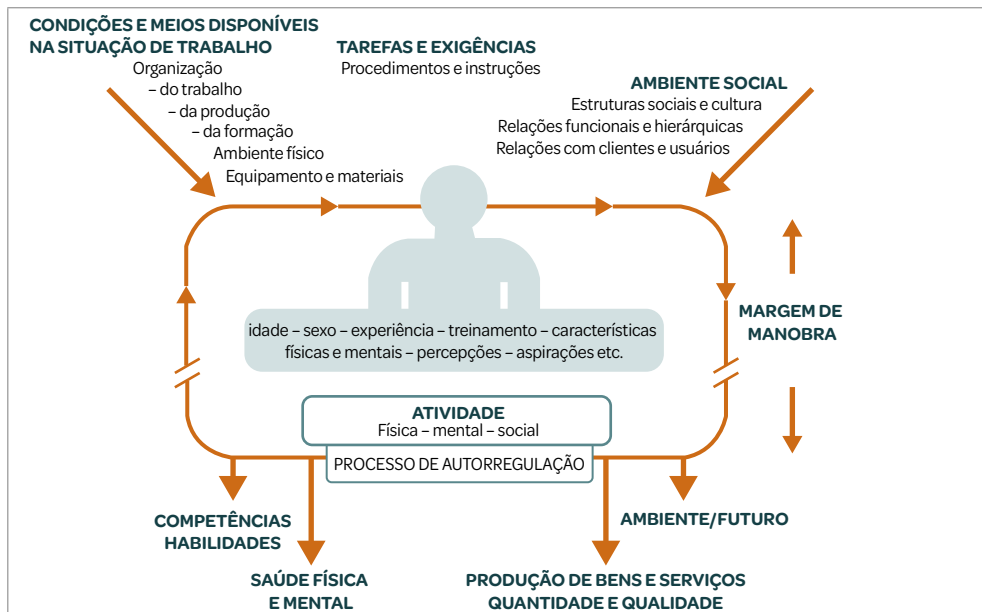 CONDIÇÕES E MEIOS DISPONÍVEIS
NA SITUAÇÃO DE TRABALHO
Organização
– do trabalho
– da produção
– da formação
Ambiente físico
Equipamento e materiais
TAREFAS E EXIGÊNCIAS
Procedimentos e instruções
AMBIENTE SOCIAL
Estruturas sociais e cultura
Relações funcionais e hierárquicas
Relações com clientes e usuários
MARGEM DE
MANOBRA
idade – sexo – experiência – treinamento – características
físicas e mentais – percepções – aspirações etc.
ATIVIDADE
Física – mental – social
PROCESSO DE AUTORREGULAÇÃO
COMPETÊNCIAS
HABILIDADES
SAÚDE FÍSICA
E MENTAL
PRODUÇÃO DE BENS E SERVIÇOS
QUANTIDADE E QUALIDADE
AMBIENTE/FUTURO